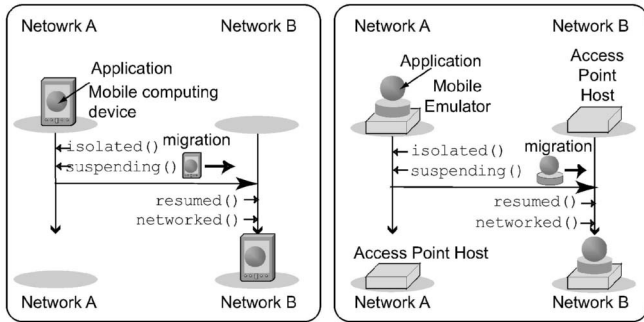 Netowrk A
Network B
Application
Mobile computing
device
isolated()
migration
suspending()
resumed()
networked()
Network A
Network B
Network A
Network B
Application
Mobile
Emulator
Access
Point
Host
isolated()
migration
suspending()
resumed()
networked()
Access Point Host
Network A
Network B